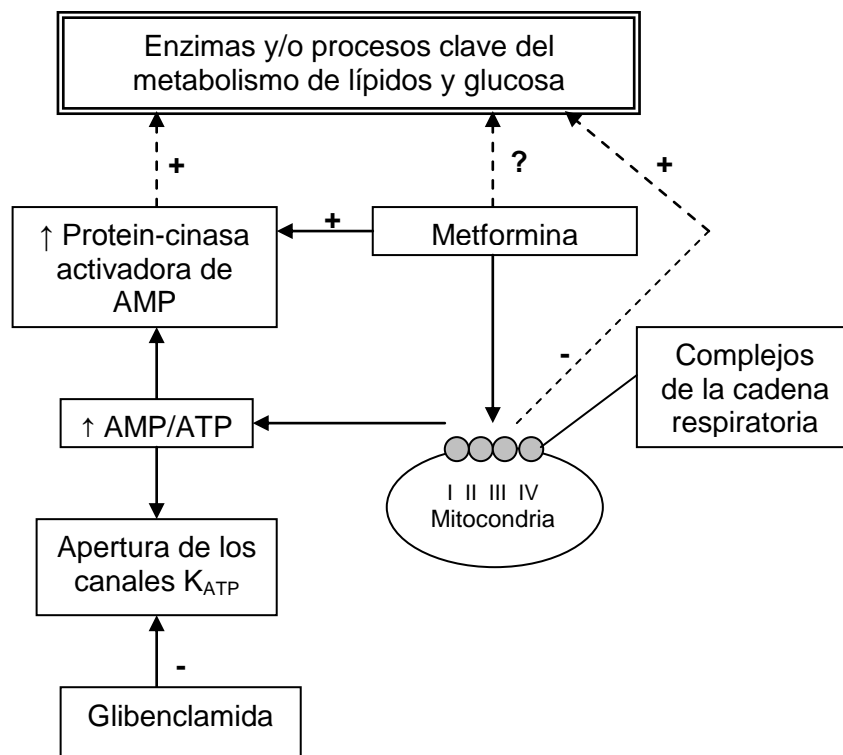 Enzimas y/o procesos clave del
metabolismo de lípidos y glucosa
+
?
+
↑ Protein-cinasa
activadora de
AMP
+
Metformina
-
Complejos
de la cadena
respiratoria
↑ AMP/ATP
I II III IV
Mitocondria
Apertura de los
canales KATP
-
Glibenclamida